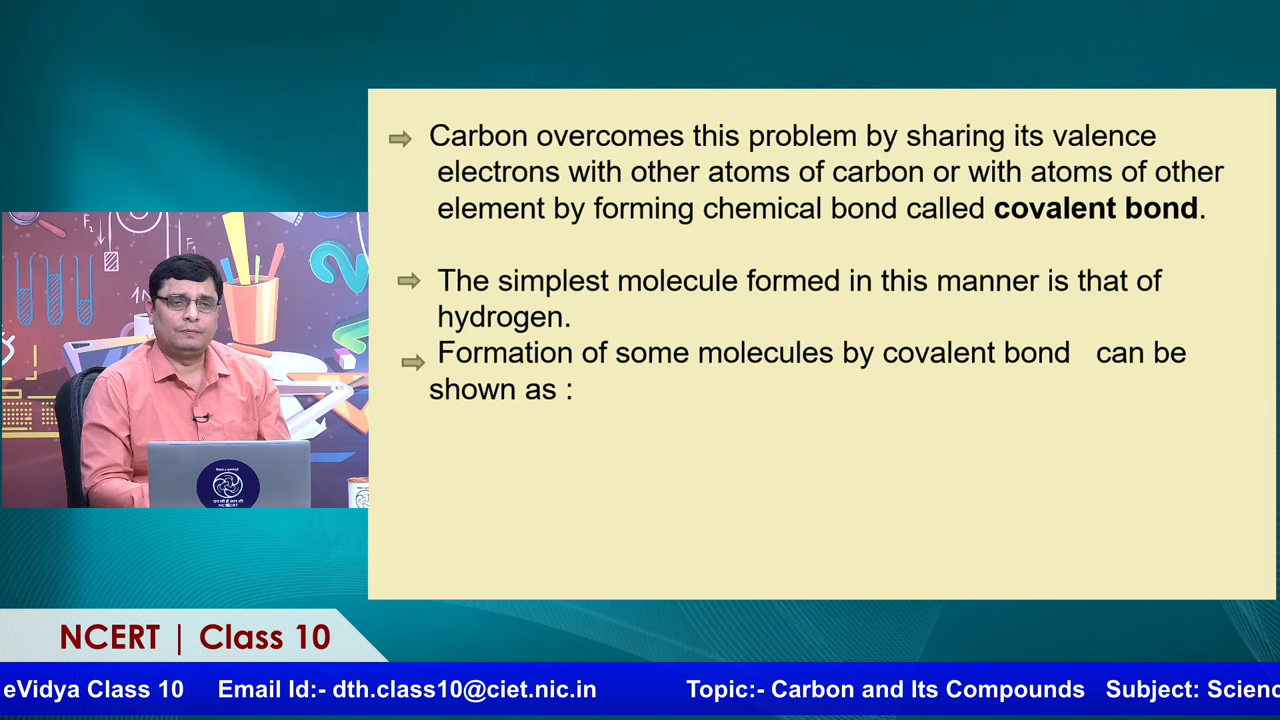 Carbon overcomes this problem by sharing its valence
electrons with other atoms of carbon or with atoms of other
element by forming chemical bond called covalent bond.
The simplest molecule formed in this manner is that of
hydrogen.
Formation of some molecules by covalent bond can be
shown as :
F₂
F₁
NCERT | Class 10
eVidya Class 10 Email Id:- dth.class10@ciet.nic.in Topic:- Carbon and Its Compounds Subject: Scienc